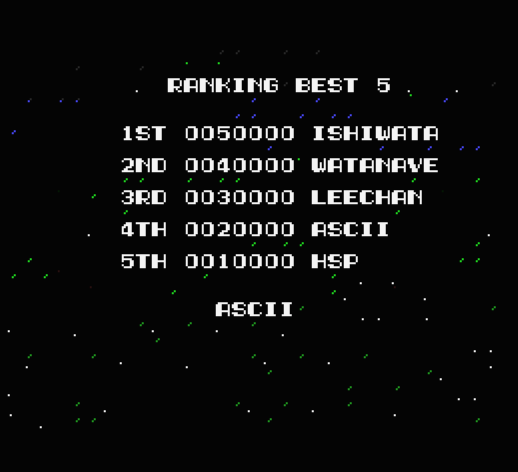 RANKING BEST 5
1ST 0050000 ISHIWATA
2ND 0040000 WATANAVE
3RD 0030000 LEECHAN
4TH 0020000 ASCII
5TH 0010000 HSP
ASCII